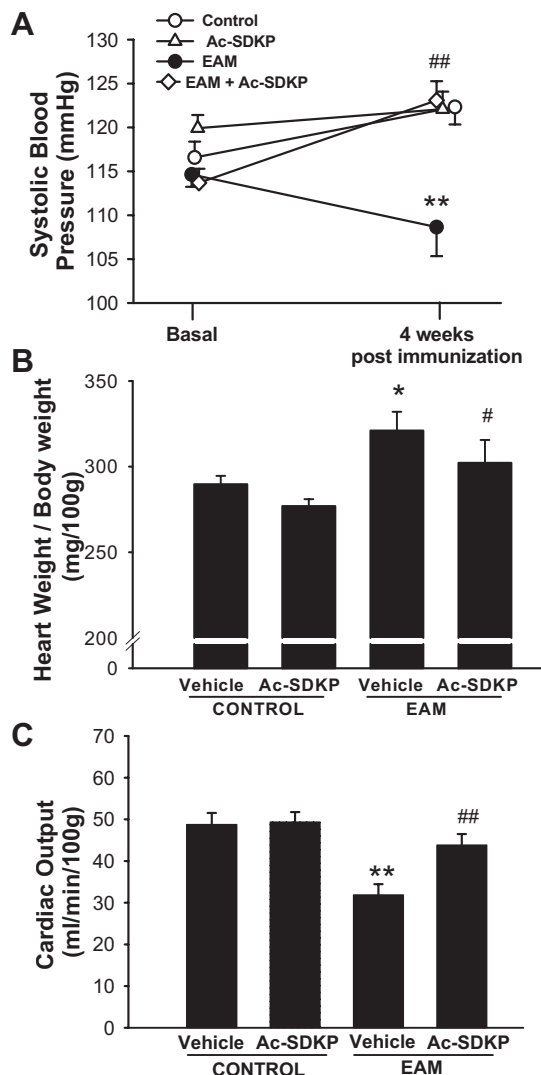 A
Control
Ac-SDKP
EAM
EAM + Ac-SDKP
Systolic Blood
Pressure (mmHg)
130
125
120
115
110
105
100
##
**
Basal
4 weeks
post immunization
B
Heart Weight / Body weight
(mg/100g)
350
300
250
200
0
*
#
Vehicle Ac-SDKP Vehicle Ac-SDKP
CONTROL EAM
C
Cardiac Output
(ml/min/100g)
70
60
50
40
30
20
10
0
**
##
Vehicle Ac-SDKP Vehicle Ac-SDKP
CONTROL EAM